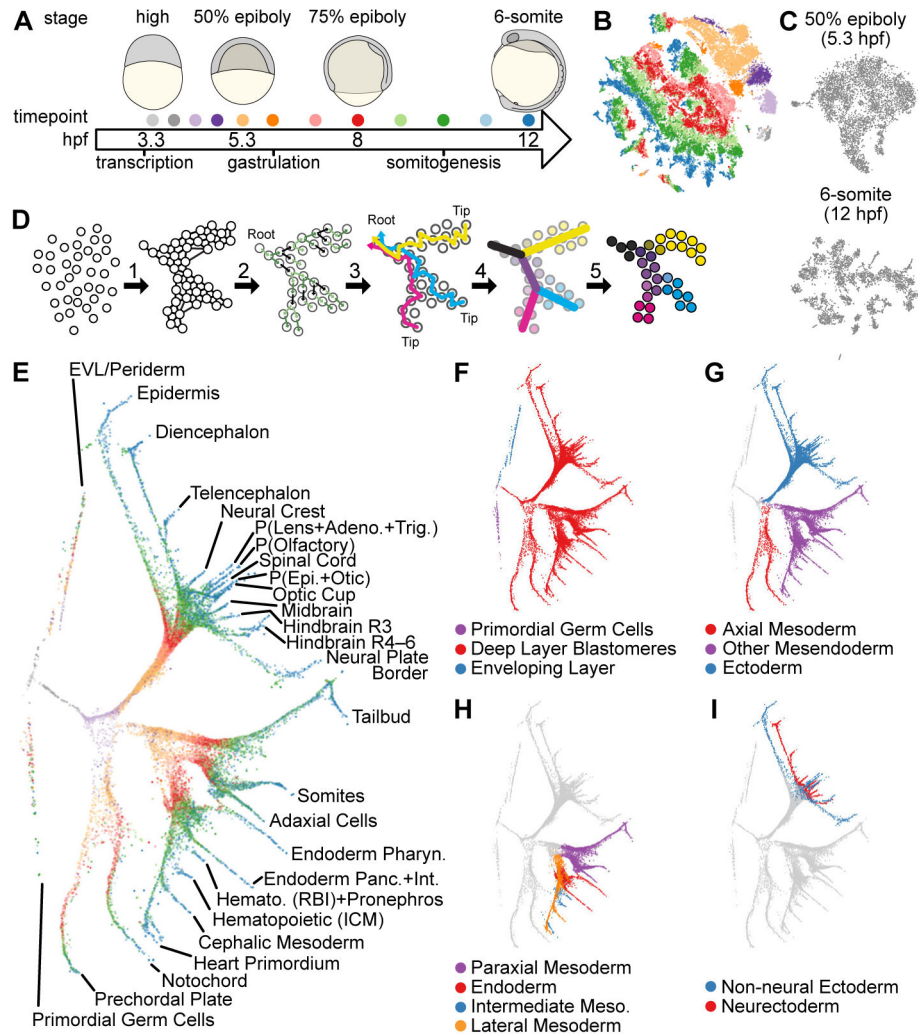 A
stage
high
50% epiboly
75% epiboly
6-somite
timepoint
hpf
3.3
5.3
8
12
transcription
gastrulation
somitogenesis
B
C
50% epiboly
(5.3 hpf)
6-somite
(12 hpf)
D
1
2
Root
3
Root
Tip
Tip
Tip
4
5
E
EVL/Periderm
Epidermis
Diencephalon
Telencephalon
Neural Crest
P(Lens+Adeno.+Trig.)
P(Olfactory)
Spinal Cord
P(Epi.+Otic)
Optic Cup
Midbrain
Hindbrain R3
Hindbrain R4–6
Neural Plate
Border
Tailbud
Somites
Adaxial Cells
Endoderm Pharyn.
Endoderm Panc.+Int.
Hemato. (RBI)+Pronephros
Hematopoietic (ICM)
Cephalic Mesoderm
Heart Primordium
Notochord
Prechordal Plate
Primordial Germ Cells
F
Primordial Germ Cells
Deep Layer Blastomeres
Enveloping Layer
G
Axial Mesoderm
Other Mesendoderm
Ectoderm
H
Paraxial Mesoderm
Endoderm
Intermediate Meso.
Lateral Mesoderm
I
Non-neural Ectoderm
Neurectoderm